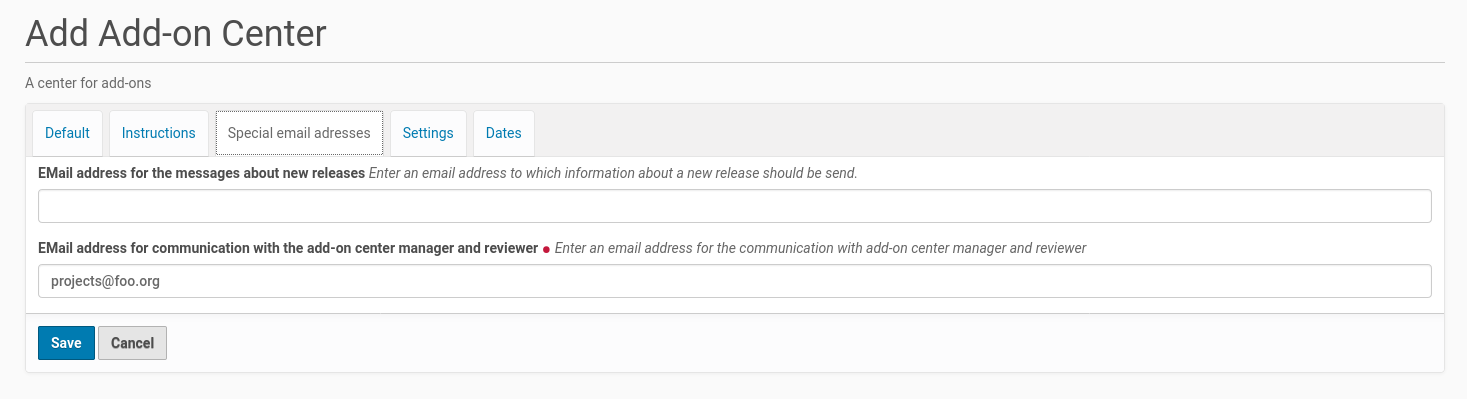 Add Add-on Center
A center for add-ons
Default Instructions Special email adresses Settings Dates
EMail address for the messages about new releases Enter an email address to which information about a new release should be send.
EMail address for communication with the add-on center manager and reviewer • Enter an email address for the communication with add-on center manager and reviewer
projects@foo.org
Save Cancel